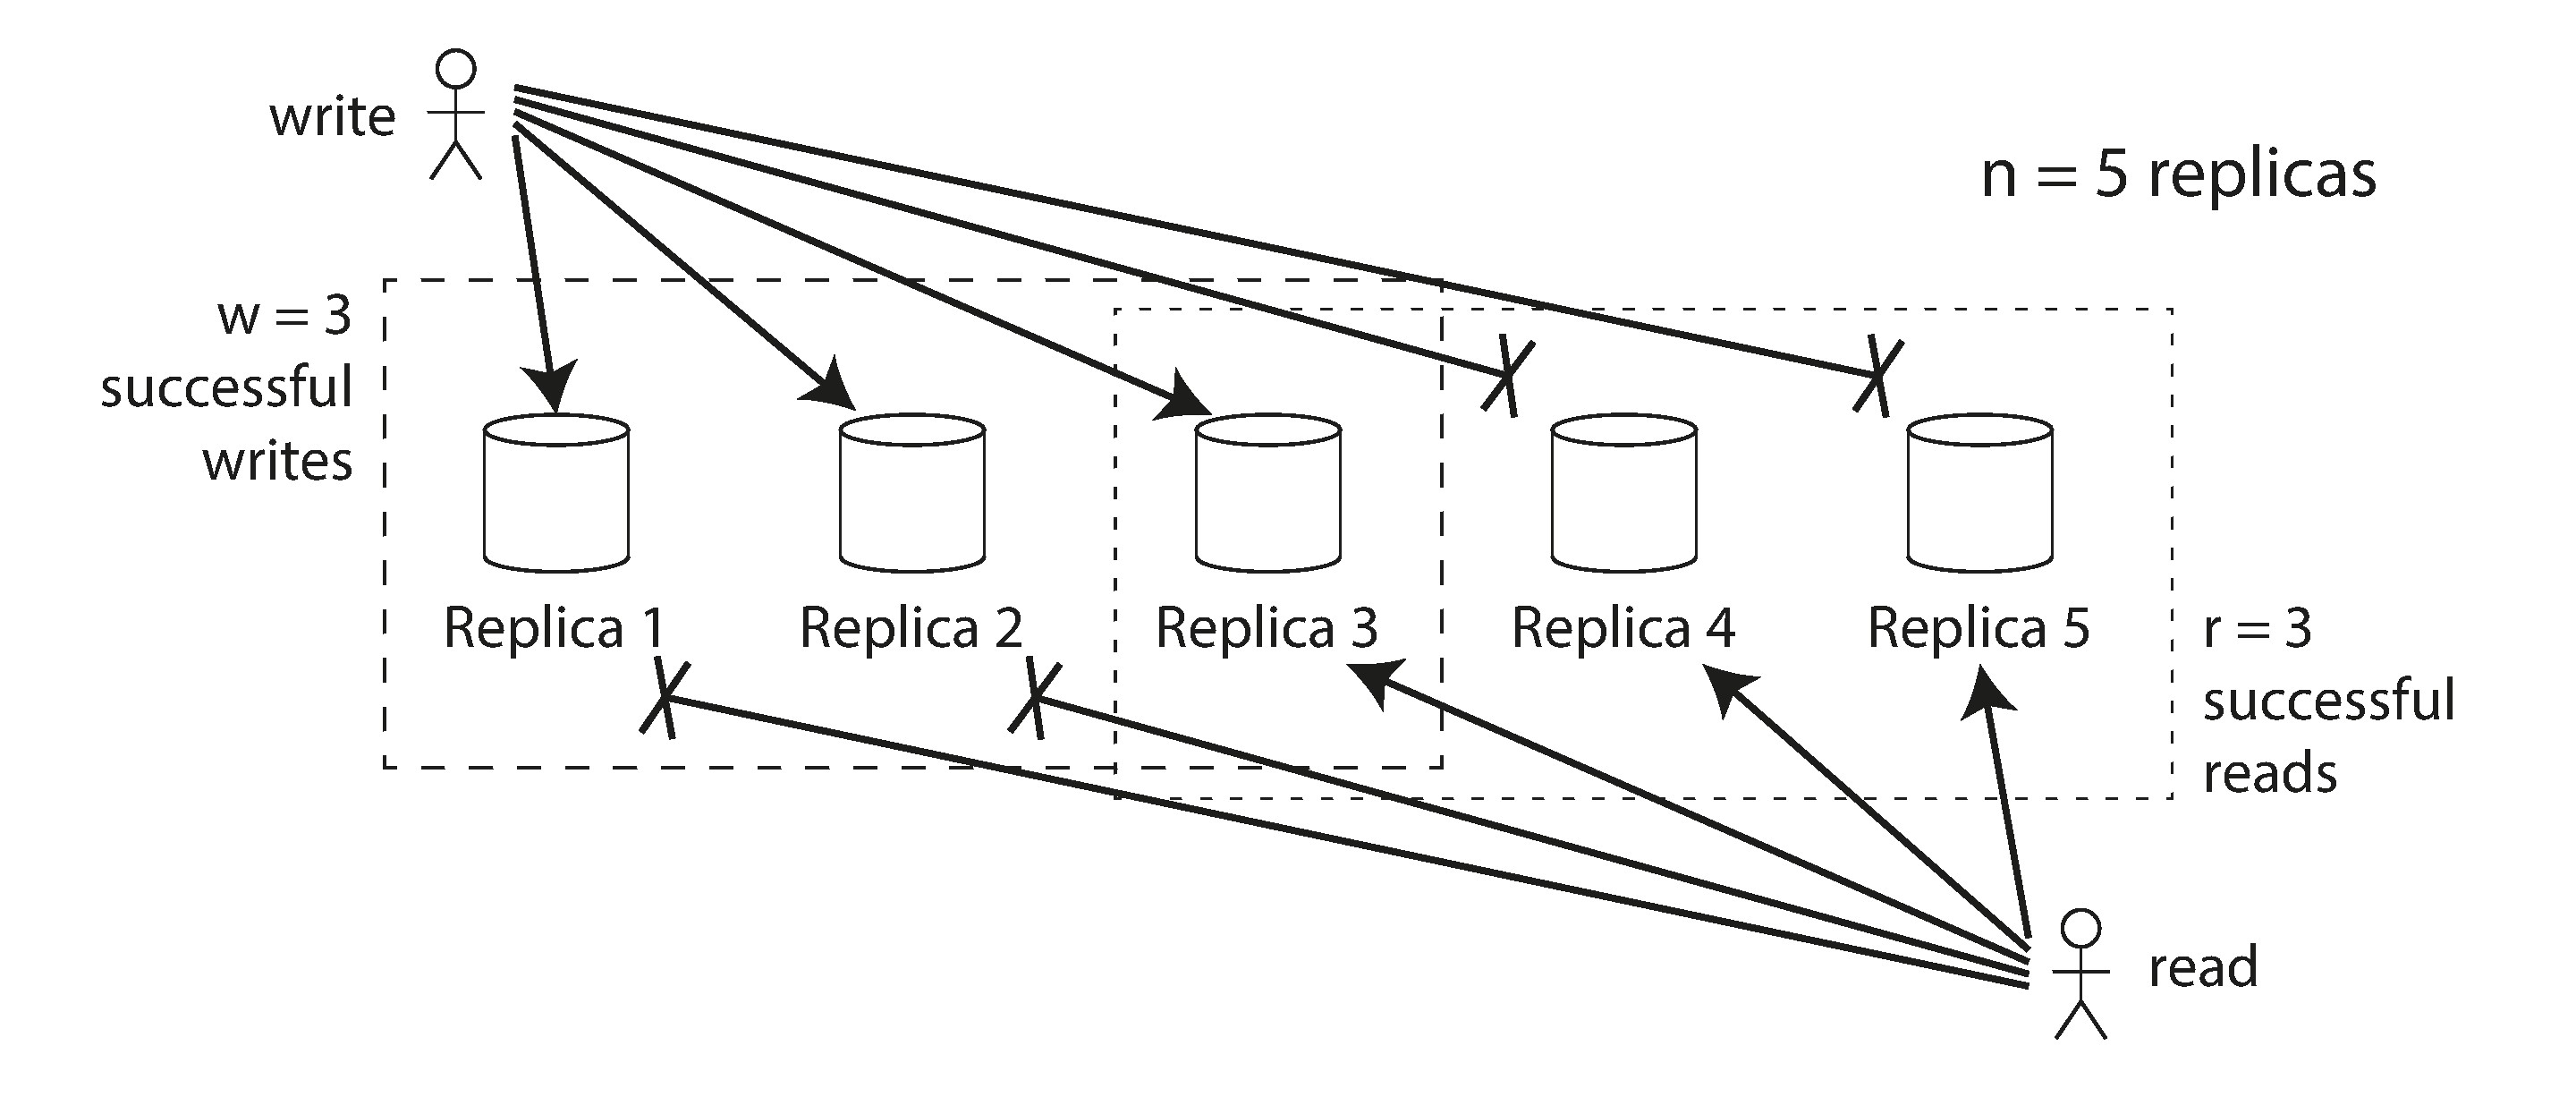 write
n = 5 replicas
w = 3
successful
writes
Replica 1
Replica 2
Replica 3
Replica 4
Replica 5
r = 3
successful
reads
read